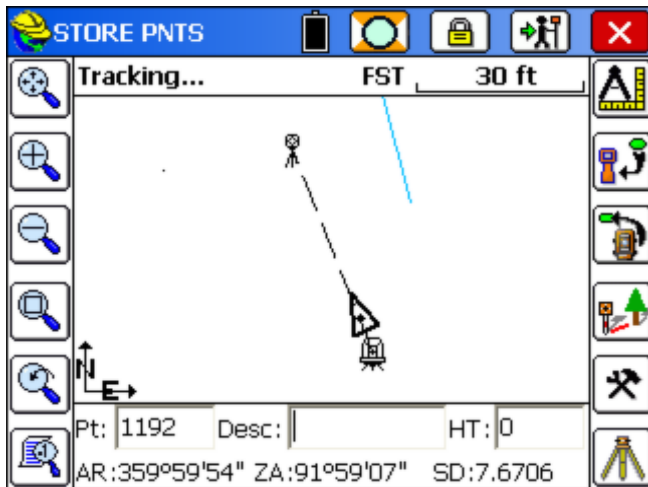 STORE PNTS
Tracking... FST 30 ft
N
E
Pt: 1192 Desc: HT: 0
AR:359°59'54" ZA:91°59'07" SD:7.6706